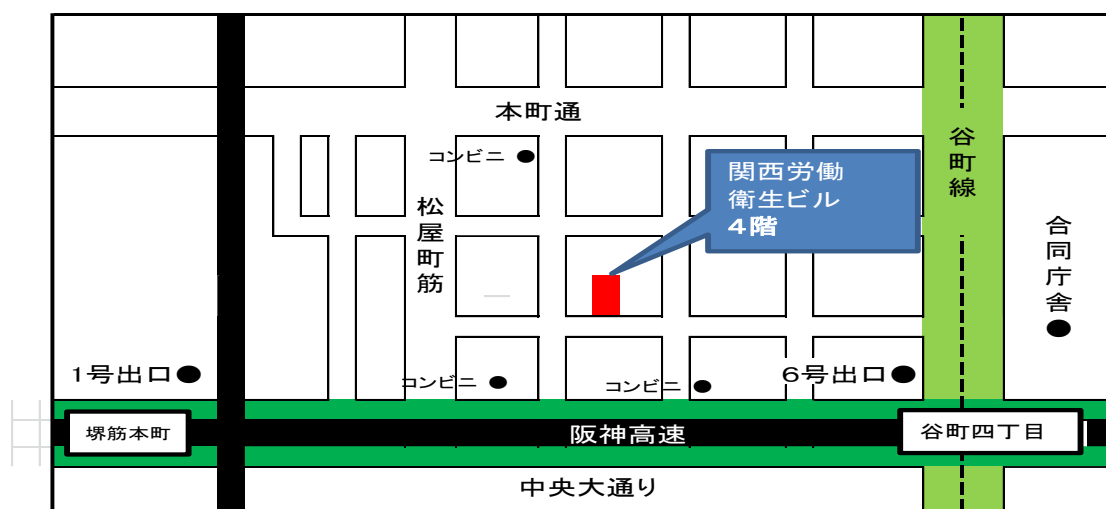 本町通
コンビニ
関西労働
衛生ビル
４階
谷町線
松屋町筋
合同庁舎
1号出口
コンビニ
コンビニ
6号出口
堺筋本町
阪神高速
谷町四丁目
中央大通り